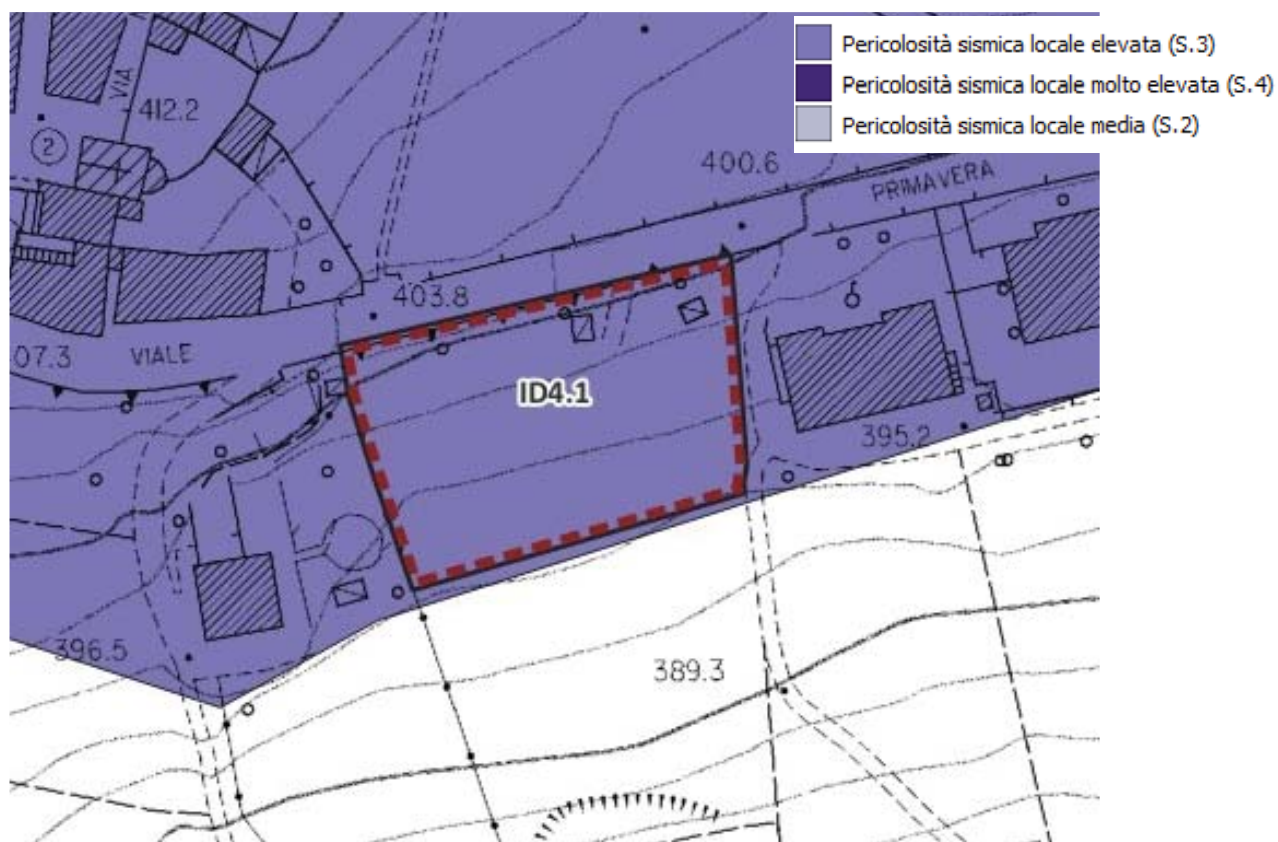 Pericolosità sismica locale elevata (S.3)
Pericolosità sismica locale molto elevata (S.4)
Pericolosità sismica locale media (S.2)
VIA
412.2
2
400.6
PRIMAVERA
403.8
07.3
VIALE
ID4.1
395.2
396.5
389.3